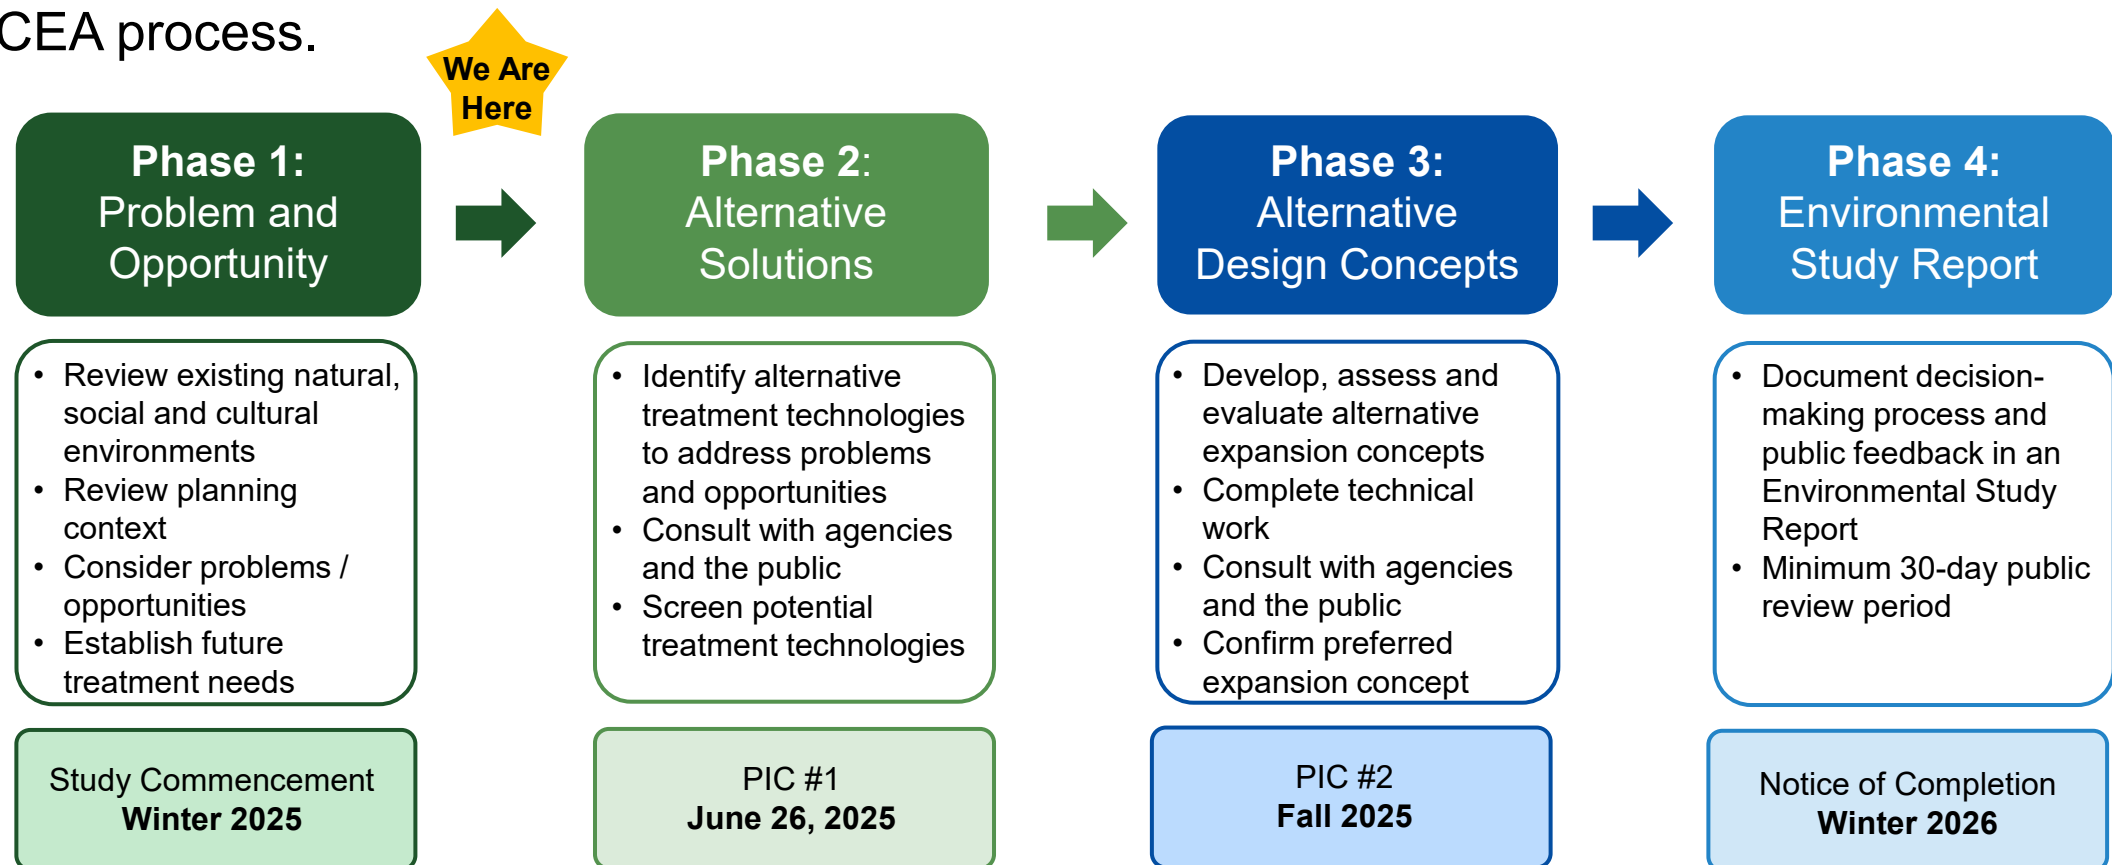 CEA process.
We Are
Here
Phase 1:
Problem and
Opportunity
Phase 2:
Alternative
Solutions
Phase 3:
Alternative
Design Concepts
Phase 4:
Environmental
Study Report
• Review existing natural,
social and cultural
environments
• Review planning
context
• Consider problems /
opportunities
• Establish future
treatment needs
• Identify alternative
treatment technologies
to address problems
and opportunities
• Consult with agencies
and the public
• Screen potential
treatment technologies
• Develop, assess and
evaluate alternative
expansion concepts
• Complete technical
work
• Consult with agencies
and the public
• Confirm preferred
expansion concept
• Document decision-
making process and
public feedback in an
Environmental Study
Report
• Minimum 30-day public
review period
Study Commencement
Winter 2025
PIC #1
June 26, 2025
PIC #2
Fall 2025
Notice of Completion
Winter 2026